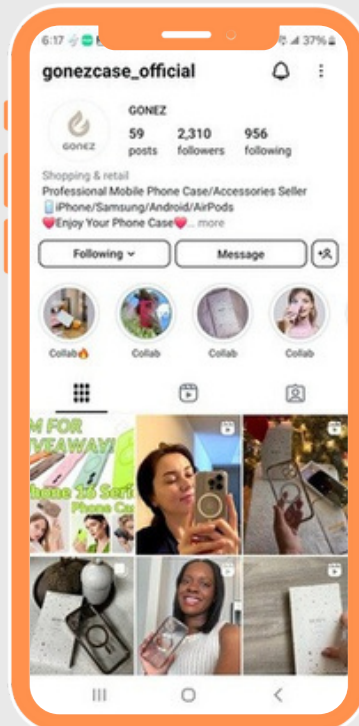 6:17
37%
gonezcase_official
GONEZ
GONEZ
59 2,310 956
posts followers following
Shopping & retail
Professional Mobile Phone Case/Accessories Seller
📱iPhone/Samsung/Android/AirPods
💗Enjoy Your Phone Case💗... more
Following
Message
Collab🔥 Collab Collab Collab
M FOR
IVEAWAY!
hone 16 Seri
Phone Cas